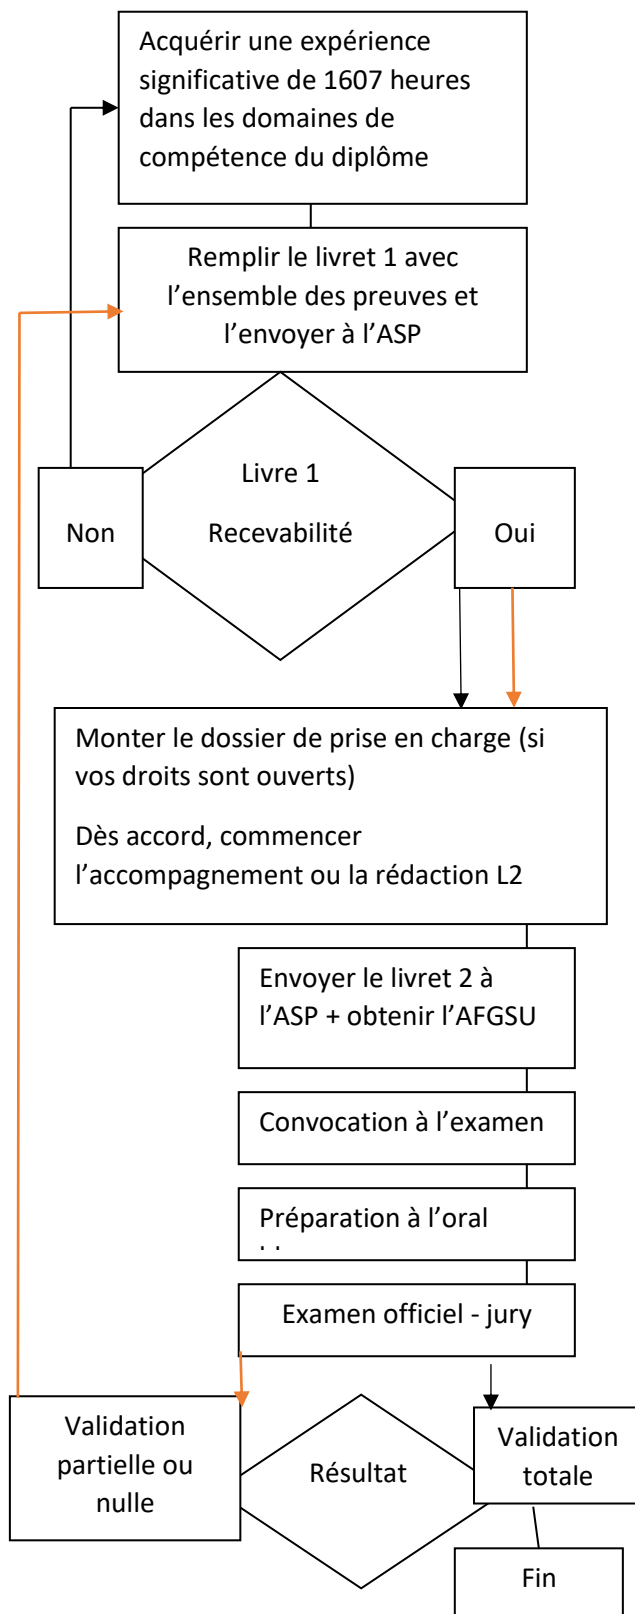 Acquérir une expérience
significative de 1607 heures
dans les domaines de
compétence du diplôme
Remplir le livret 1 avec
l’ensemble des preuves et
l’envoyer à l’ASP
Livre 1
Non
Recevabilité
Oui
Monter le dossier de prise en charge (si
vos droits sont ouverts)
Dès accord, commencer
l’accompagnement ou la rédaction L2
Envoyer le livret 2 à
l’ASP + obtenir l’AFGSU
Convocation à l’examen
Préparation à l’oral
Examen officiel - jury
Validation
partielle ou
nulle
Résultat
Validation
totale
Fin